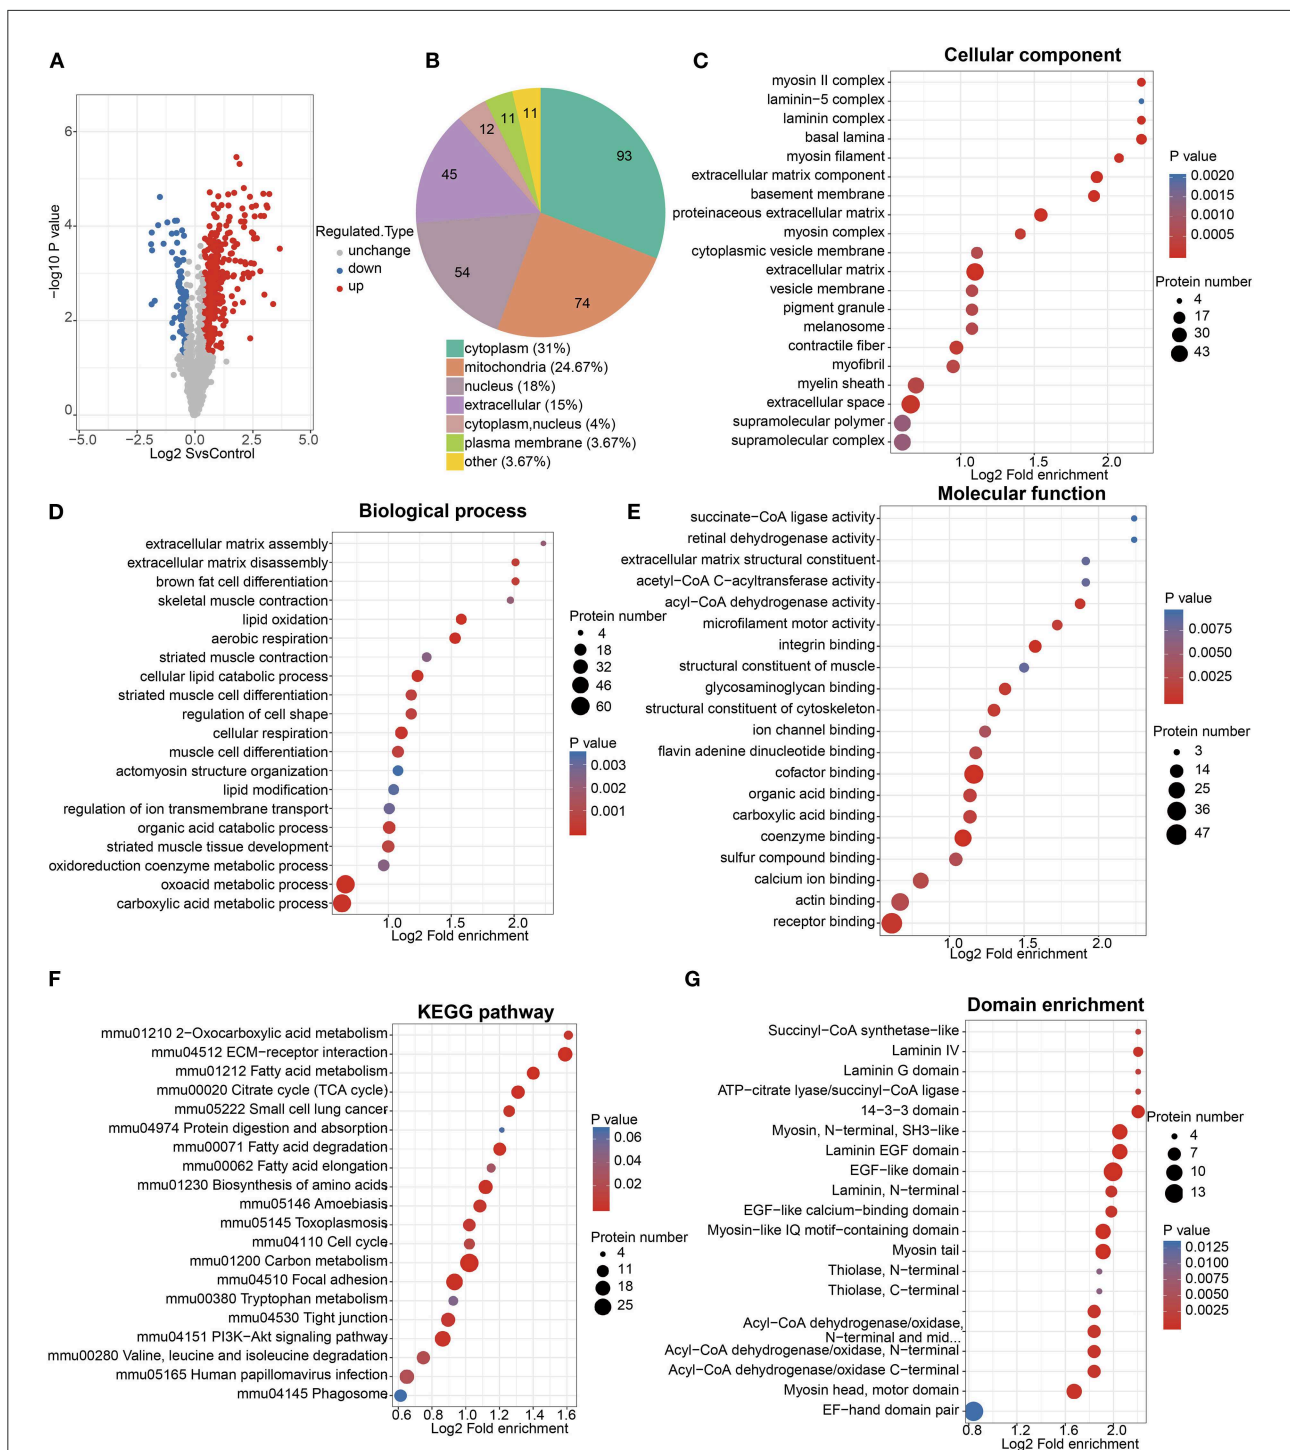 A
−log10 P value
6
4
2
0
−5.0 −2.5 0.0 2.5 5.0
Log2 SvsControl
Regulated.Type
unchange
down
up
B
93
74
54
45
12
11
11
cytoplasm (31%)
mitochondria (24.67%)
nucleus (18%)
extracellular (15%)
cytoplasm,nucleus (4%)
plasma membrane (3.67%)
other (3.67%)
C
Cellular component
myosin II complex
laminin−5 complex
laminin complex
basal lamina
myosin filament
extracellular matrix component
basement membrane
proteinaceous extracellular matrix
myosin complex
cytoplasmic vesicle membrane
extracellular matrix
vesicle membrane
pigment granule
melanosome
contractile fiber
myofibril
myelin sheath
extracellular space
supramolecular polymer
supramolecular complex
1.0 1.5 2.0
Log2 Fold enrichment
P value
0.0020
0.0015
0.0010
0.0005
Protein number
4
17
30
43
D
Biological process
extracellular matrix assembly
extracellular matrix disassembly
brown fat cell differentiation
skeletal muscle contraction
lipid oxidation
aerobic respiration
striated muscle contraction
cellular lipid catabolic process
striated muscle cell differentiation
regulation of cell shape
cellular respiration
muscle cell differentiation
actomyosin structure organization
lipid modification
regulation of ion transmembrane transport
organic acid catabolic process
striated muscle tissue development
oxidoreduction coenzyme metabolic process
oxoacid metabolic process
carboxylic acid metabolic process
1.0 1.5 2.0
Log2 Fold enrichment
Protein number
4
18
32
46
60
P value
0.003
0.002
0.001
E
Molecular function
succinate−CoA ligase activity
retinal dehydrogenase activity
extracellular matrix structural constituent
acetyl−CoA C−acyltransferase activity
acyl−CoA dehydrogenase activity
microfilament motor activity
integrin binding
structural constituent of muscle
glycosaminoglycan binding
structural constituent of cytoskeleton
ion channel binding
flavin adenine dinucleotide binding
cofactor binding
organic acid binding
carboxylic acid binding
coenzyme binding
sulfur compound binding
calcium ion binding
actin binding
receptor binding
1.0 1.5 2.0
Log2 Fold enrichment
P value
0.0075
0.0050
0.0025
Protein number
3
14
25
36
47
F
KEGG pathway
mmu01210 2−Oxocarboxylic acid metabolism
mmu04512 ECM−receptor interaction
mmu01212 Fatty acid metabolism
mmu00020 Citrate cycle (TCA cycle)
mmu05222 Small cell lung cancer
mmu04974 Protein digestion and absorption
mmu00071 Fatty acid degradation
mmu00062 Fatty acid elongation
mmu01230 Biosynthesis of amino acids
mmu05146 Amoebiasis
mmu05145 Toxoplasmosis
mmu04110 Cell cycle
mmu01200 Carbon metabolism
mmu04510 Focal adhesion
mmu00380 Tryptophan metabolism
mmu04530 Tight junction
mmu04151 PI3K−Akt signaling pathway
mmu00280 Valine, leucine and isoleucine degradation
mmu05165 Human papillomavirus infection
mmu04145 Phagosome
0.6 0.8 1.0 1.2 1.4 1.6
Log2 Fold enrichment
P value
0.06
0.04
0.02
Protein number
4
11
18
25
G
Domain enrichment
Succinyl−CoA synthetase−like
Laminin IV
Laminin G domain
ATP−citrate lyase/succinyl−CoA ligase
14−3−3 domain
Myosin, N−terminal, SH3−like
Laminin EGF domain
EGF−like domain
Laminin, N−terminal
EGF−like calcium−binding domain
Myosin−like IQ motif−containing domain
Myosin tail
Thiolase, N−terminal
Thiolase, C−terminal
Acyl−CoA dehydrogenase/oxidase,
N−terminal and mid...
Acyl−CoA dehydrogenase/oxidase, N−terminal
Acyl−CoA dehydrogenase/oxidase C−terminal
Myosin head, motor domain
EF−hand domain pair
0.8 1.2 1.6 2.0
Log2 Fold enrichment
Protein number
4
7
10
13
P value
0.0125
0.0075
0.0050
0.0025